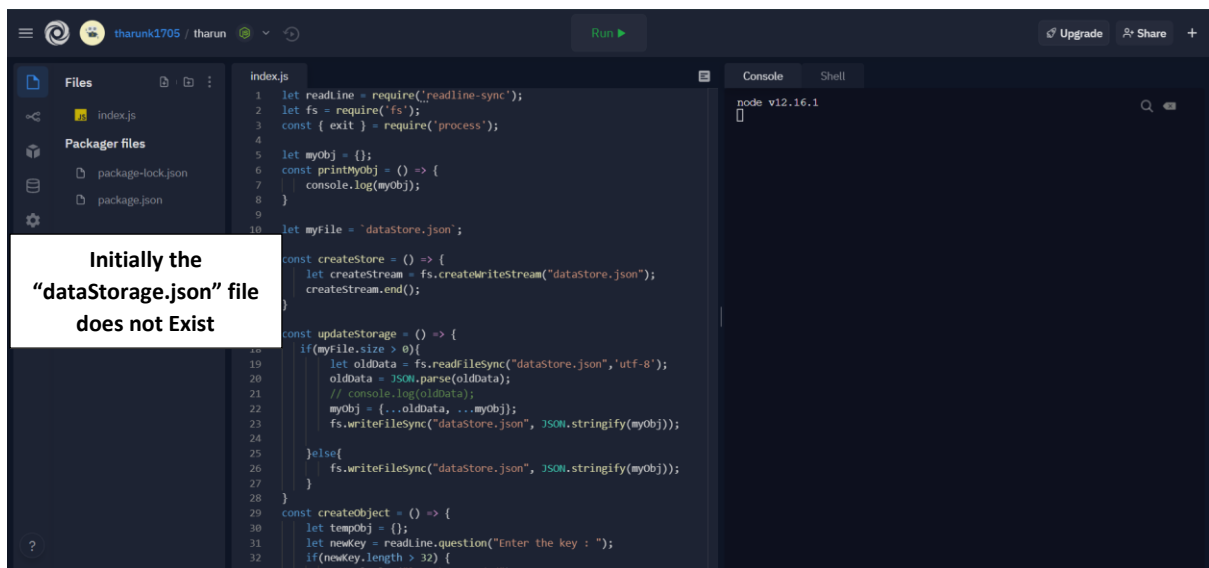 tharunk1705 / tharun
Run
Upgrade
Share
+
Files
index.js
Packager files
package-lock.json
package.json
?
Initially the
“dataStorage.json” file
does not Exist
index.js
1 let readLine = require('readline-sync');
2 let fs = require('fs');
3 const { exit } = require('process');
4
5 let myObj = {};
6 const printMyObj = () => {
7 console.log(myObj);
8 }
9
10 let myFile = `dataStore.json`;
const createStore = () => {
let createStream = fs.createWriteStream("dataStore.json");
createStream.end();
}
const updateStorage = () => {
18 if(myFile.size > 0){
19 let oldData = fs.readFileSync("dataStore.json",'utf-8');
20 oldData = JSON.parse(oldData);
21 // console.log(oldData);
22 myObj = {...oldData, ...myObj};
23 fs.writeFileSync("dataStore.json", JSON.stringify(myObj));
24
25 }else{
26 fs.writeFileSync("dataStore.json", JSON.stringify(myObj));
27 }
28 }
29 const createObject = () => {
30 let tempObj = {};
31 let newKey = readLine.question("Enter the key : ");
32 if(newKey.length > 32) {
Console Shell
node v12.16.1